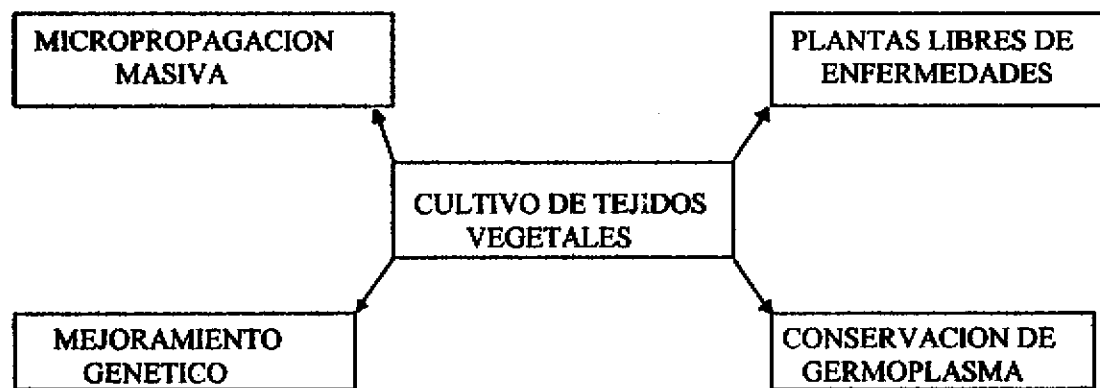 MICROPROPAGACION
MASIVA
PLANTAS LIBRES DE
ENFERMEDADES
CULTIVO DE TEJIDOS
VEGETALES
MEJORAMIENTO
GENETICO
CONSERVACION DE
GERMOPLASMA